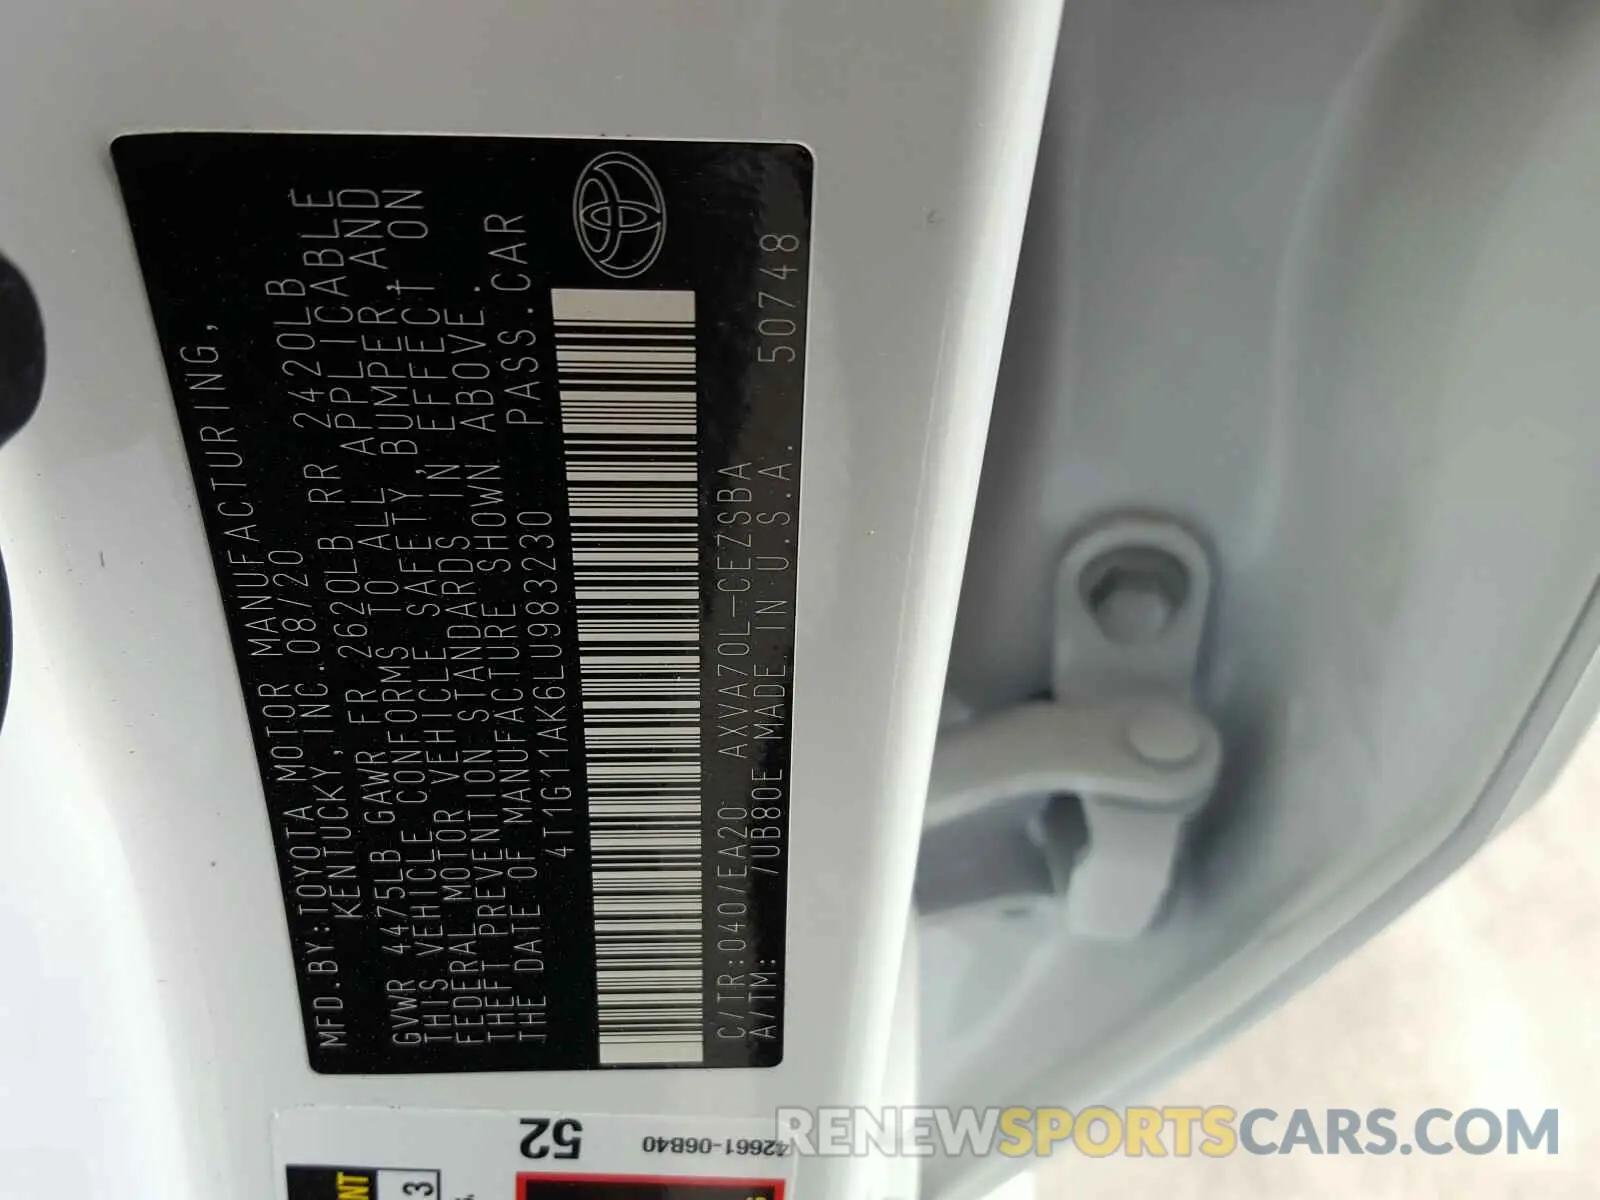 MFD.BY:TOYOTA MOTOR MANUFACTURING,
KENTUCKY, INC. 08/20
GVWR 4475LB GAWR FR 2620LB RR 2420LB
THIS VEHICLE CONFORMS TO ALL APPLICABLE
FEDERAL MOTOR VEHICLE SAFETY, BUMPER, AND
THEFT PREVENTION STANDARDS IN EFFECT ON
THE DATE OF MANUFACTURE SHOWN ABOVE.
4T1G11AK6LU983230 PASS.CAR
C/TR:040/EA20 AXVA70L-CEZSBA
A/TM: /UB80E MADE IN U.S.A. 50748
52
42661-06B40
NT
3
RENEWSPORTSCARS.COM